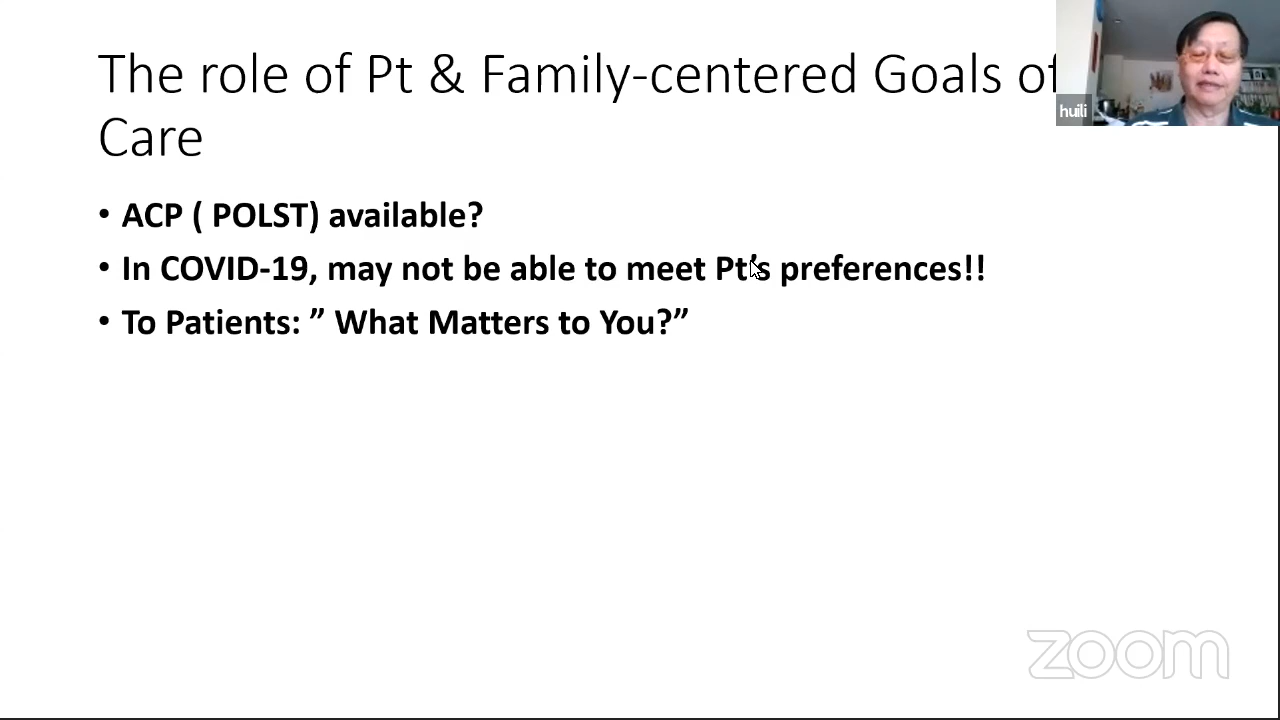 The role of Pt & Family-centered Goals of
Care
huili
• ACP ( POLST) available?
• In COVID-19, may not be able to meet Pt's preferences!!
• To Patients: ” What Matters to You?”
zoom